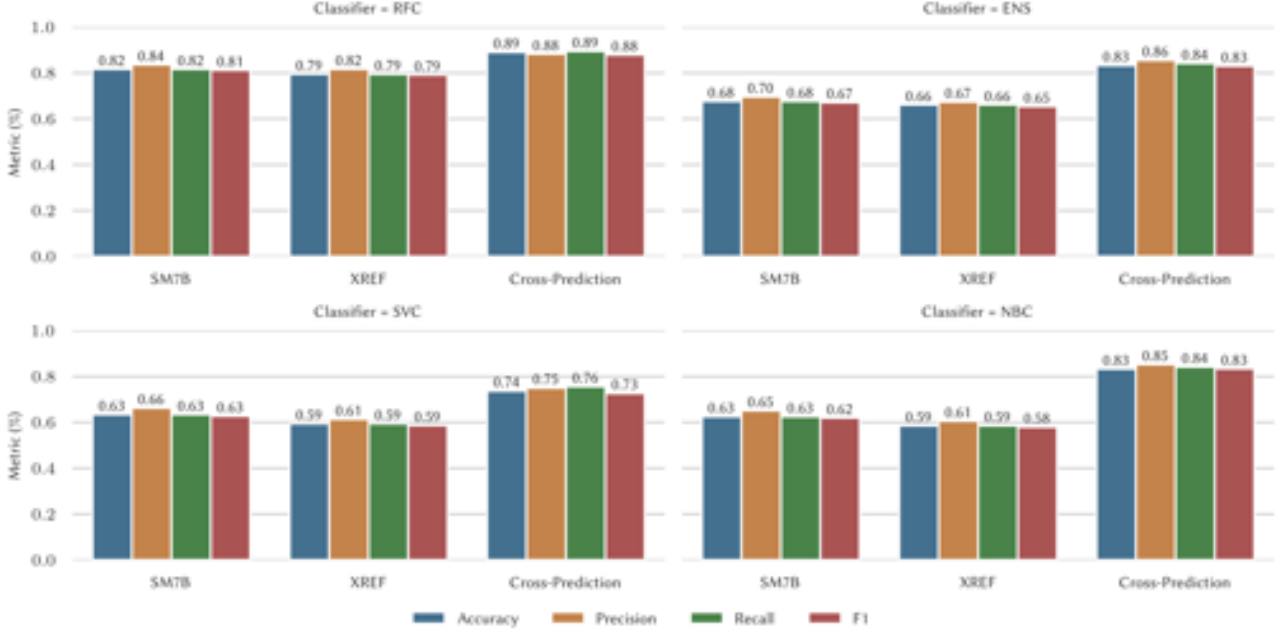 Classifier = RFC
Classifier = ENS
1.0
0.8
0.6
0.4
0.2
0.0
Metric (%)
0.82 0.84 0.82 0.81
0.79 0.82 0.79 0.79
0.89 0.88 0.89 0.88
0.68 0.70 0.68 0.67
0.66 0.67 0.66 0.65
0.83 0.86 0.84 0.83
SM7B XREF Cross-Prediction
SM7B XREF Cross-Prediction
Classifier = SVC
Classifier = NBC
1.0
0.8
0.6
0.4
0.2
0.0
Metric (%)
0.63 0.66 0.63 0.63
0.59 0.61 0.59 0.59
0.74 0.75 0.76 0.73
0.63 0.65 0.63 0.62
0.59 0.61 0.59 0.58
0.83 0.85 0.84 0.83
SM7B XREF Cross-Prediction
SM7B XREF Cross-Prediction
Accuracy Precision Recall F1